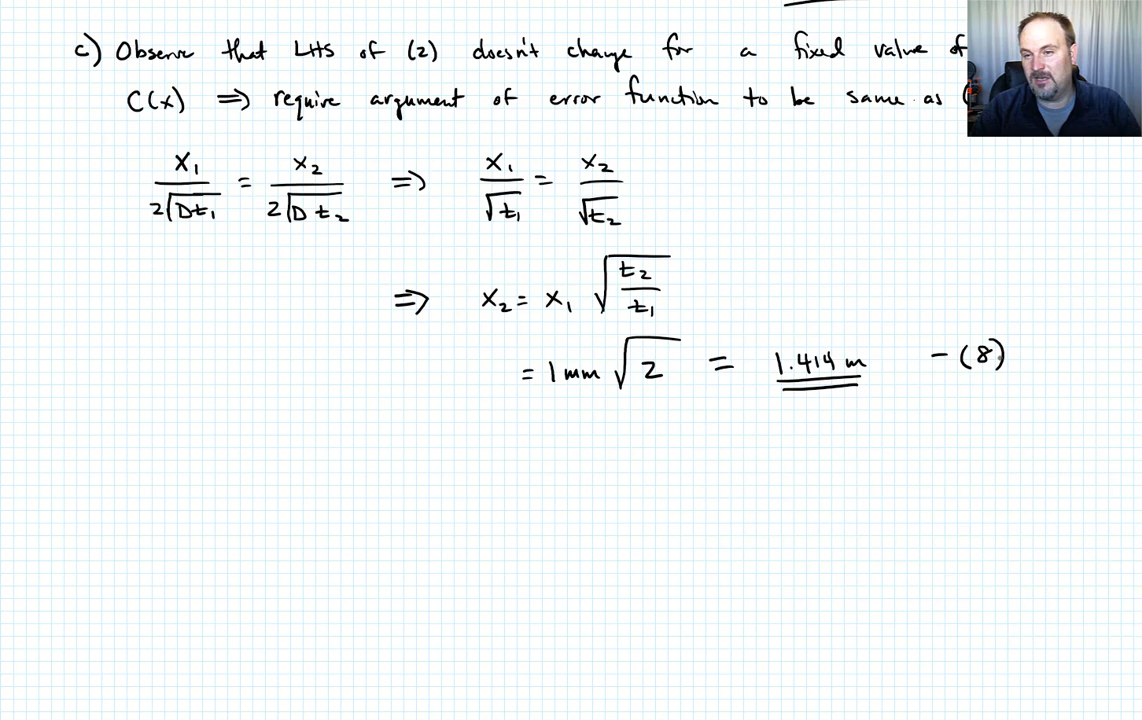 c) Observe that LHS of (2) doesn't change for a fixed value of
C(x) ⇒ require argument of error function to be same as
x₁/2√Dt₁ = x₂/2√Dt₂ ⇒ x₁/√t₁ = x₂/√t₂
⇒ x₂ = x₁ √t₂/t₁
= 1 mm √2 = 1.414 m - (8)